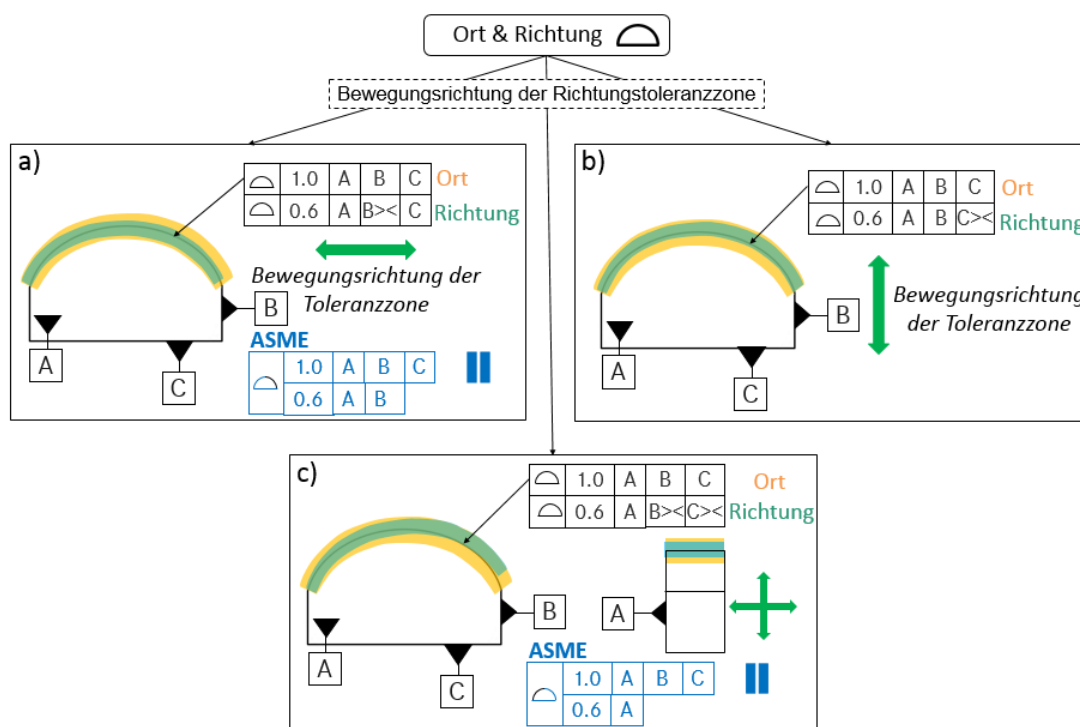 Ort & Richtung
Bewegungsrichtung der Richtungstoleranzzone
a)
1.0 A B C Ort
0.6 A B>< C Richtung
Bewegungsrichtung der
Toleranzzone
B
A
C
ASME
1.0 A B C
0.6 A B
b)
1.0 A B C Ort
0.6 A B C>< Richtung
Bewegungsrichtung
der Toleranzzone
B
A
C
c)
1.0 A B C Ort
0.6 A B>< C>< Richtung
B
A
A
C
ASME
1.0 A B C
0.6 A